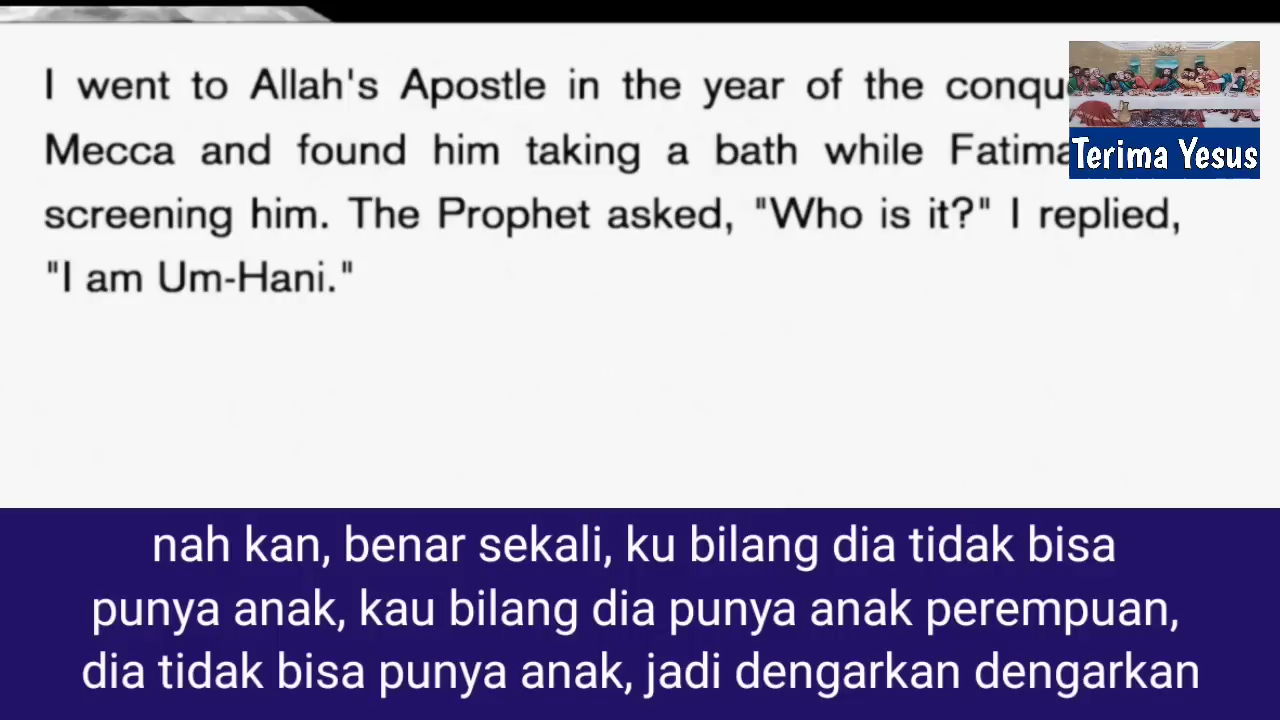 I went to Allah's Apostle in the year of the conqu
Mecca and found him taking a bath while Fatima
screening him. The Prophet asked, "Who is it?" I replied,
"I am Um-Hani."
Terima Yesus
nah kan, benar sekali, ku bilang dia tidak bisa
punya anak, kau bilang dia punya anak perempuan,
dia tidak bisa punya anak, jadi dengarkan dengarkan